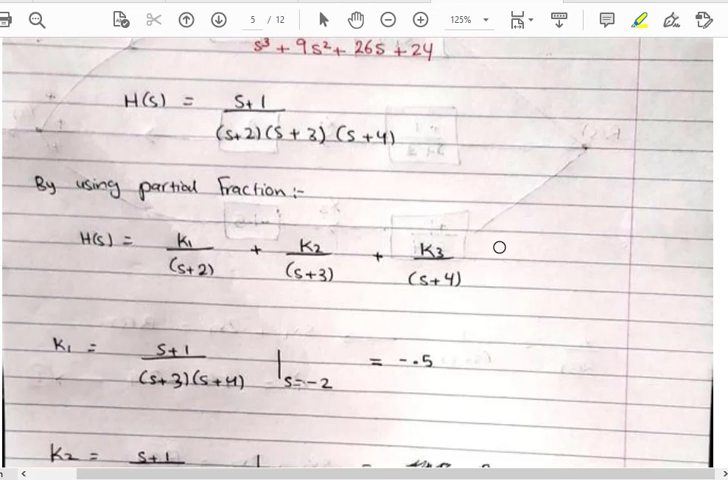 5 / 12
125%
s³ + 9s² + 26s + 24
H(s) = s+1 / (s+2)(s+3)(s+4)
By using partial Fraction :-
H(s) = K₁ / (s+2) + K₂ / (s+3) + K₃ / (s+4)
K₁ = s+1 / (s+3)(s+4) | s=-2 = -.5
K₂ = s+1 | =